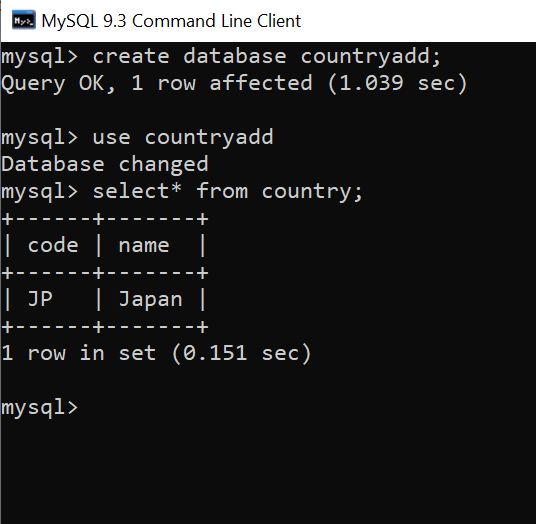 MySQL 9.3 Command Line Client
mysql> create database countryadd;
Query OK, 1 row affected (1.039 sec)
mysql> use countryadd
Database changed
mysql> select* from country;
+------+-------+
| code | name  |
+------+-------+
| JP   | Japan |
+------+-------+
1 row in set (0.151 sec)
mysql>